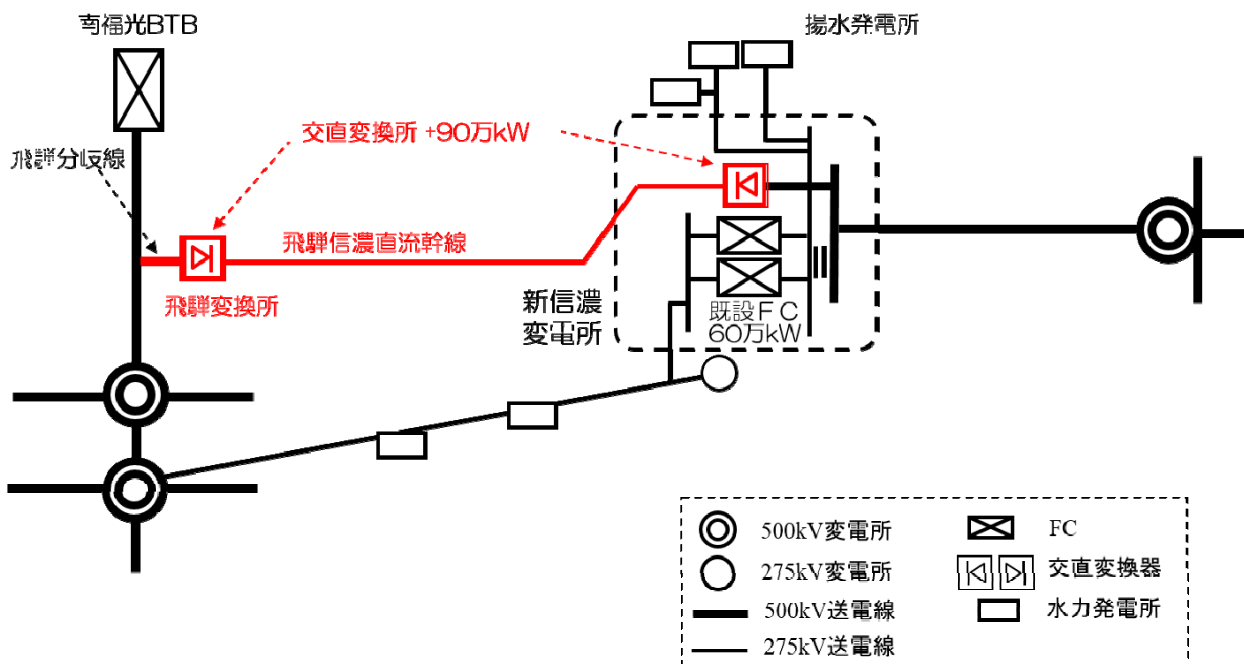 南福光BTB
揚水発電所
交直変換所 +90万kW
飛騨分岐線
飛騨信濃直流幹線
飛騨変換所
新信濃
変電所
既設FC
60万kW
500kV変電所
FC
275kV変電所
交直変換器
500kV送電線
水力発電所
275kV送電線